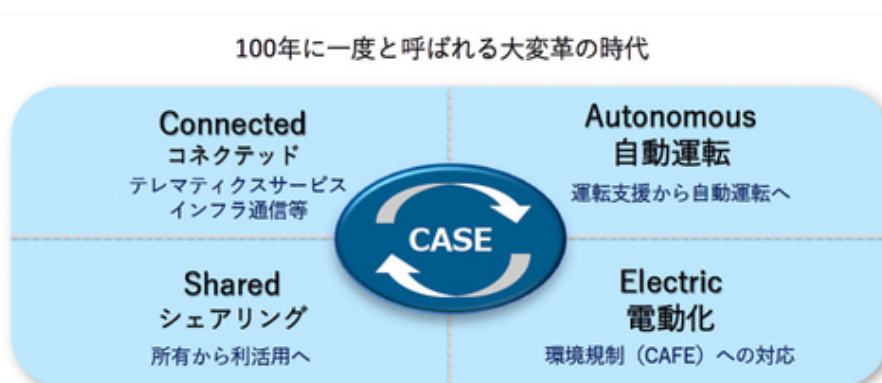 100年に一度と呼ばれる大変革の時代
Connected
コネクテッド
テレマティクスサービス
インフラ通信等
Autonomous
自動運転
運転支援から自動運転へ
CASE
Shared
シェアリング
所有から利活用へ
Electric
電動化
環境規制（CAFE）への対応